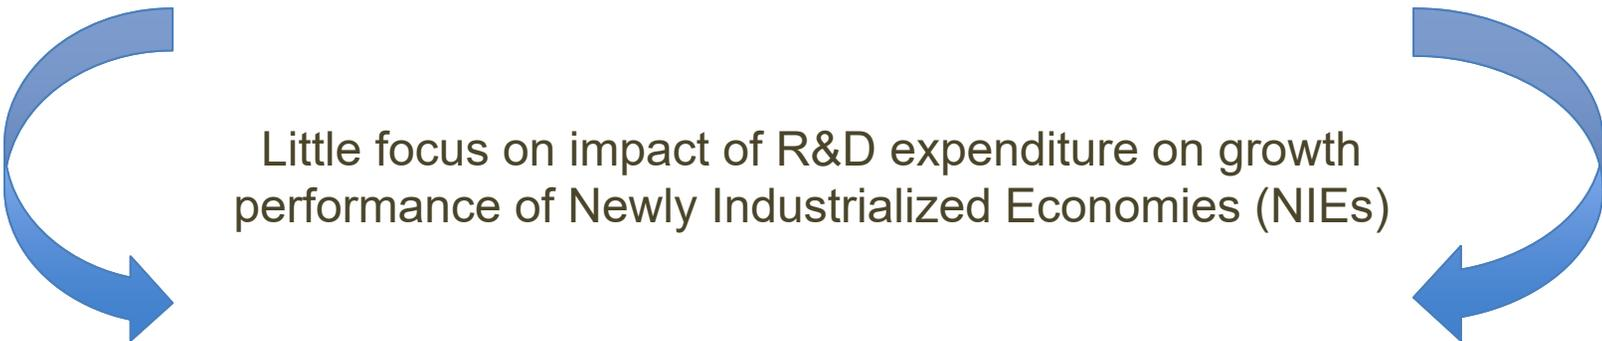 Little focus on impact of R&D expenditure on growth
performance of Newly Industrialized Economies (NIEs)